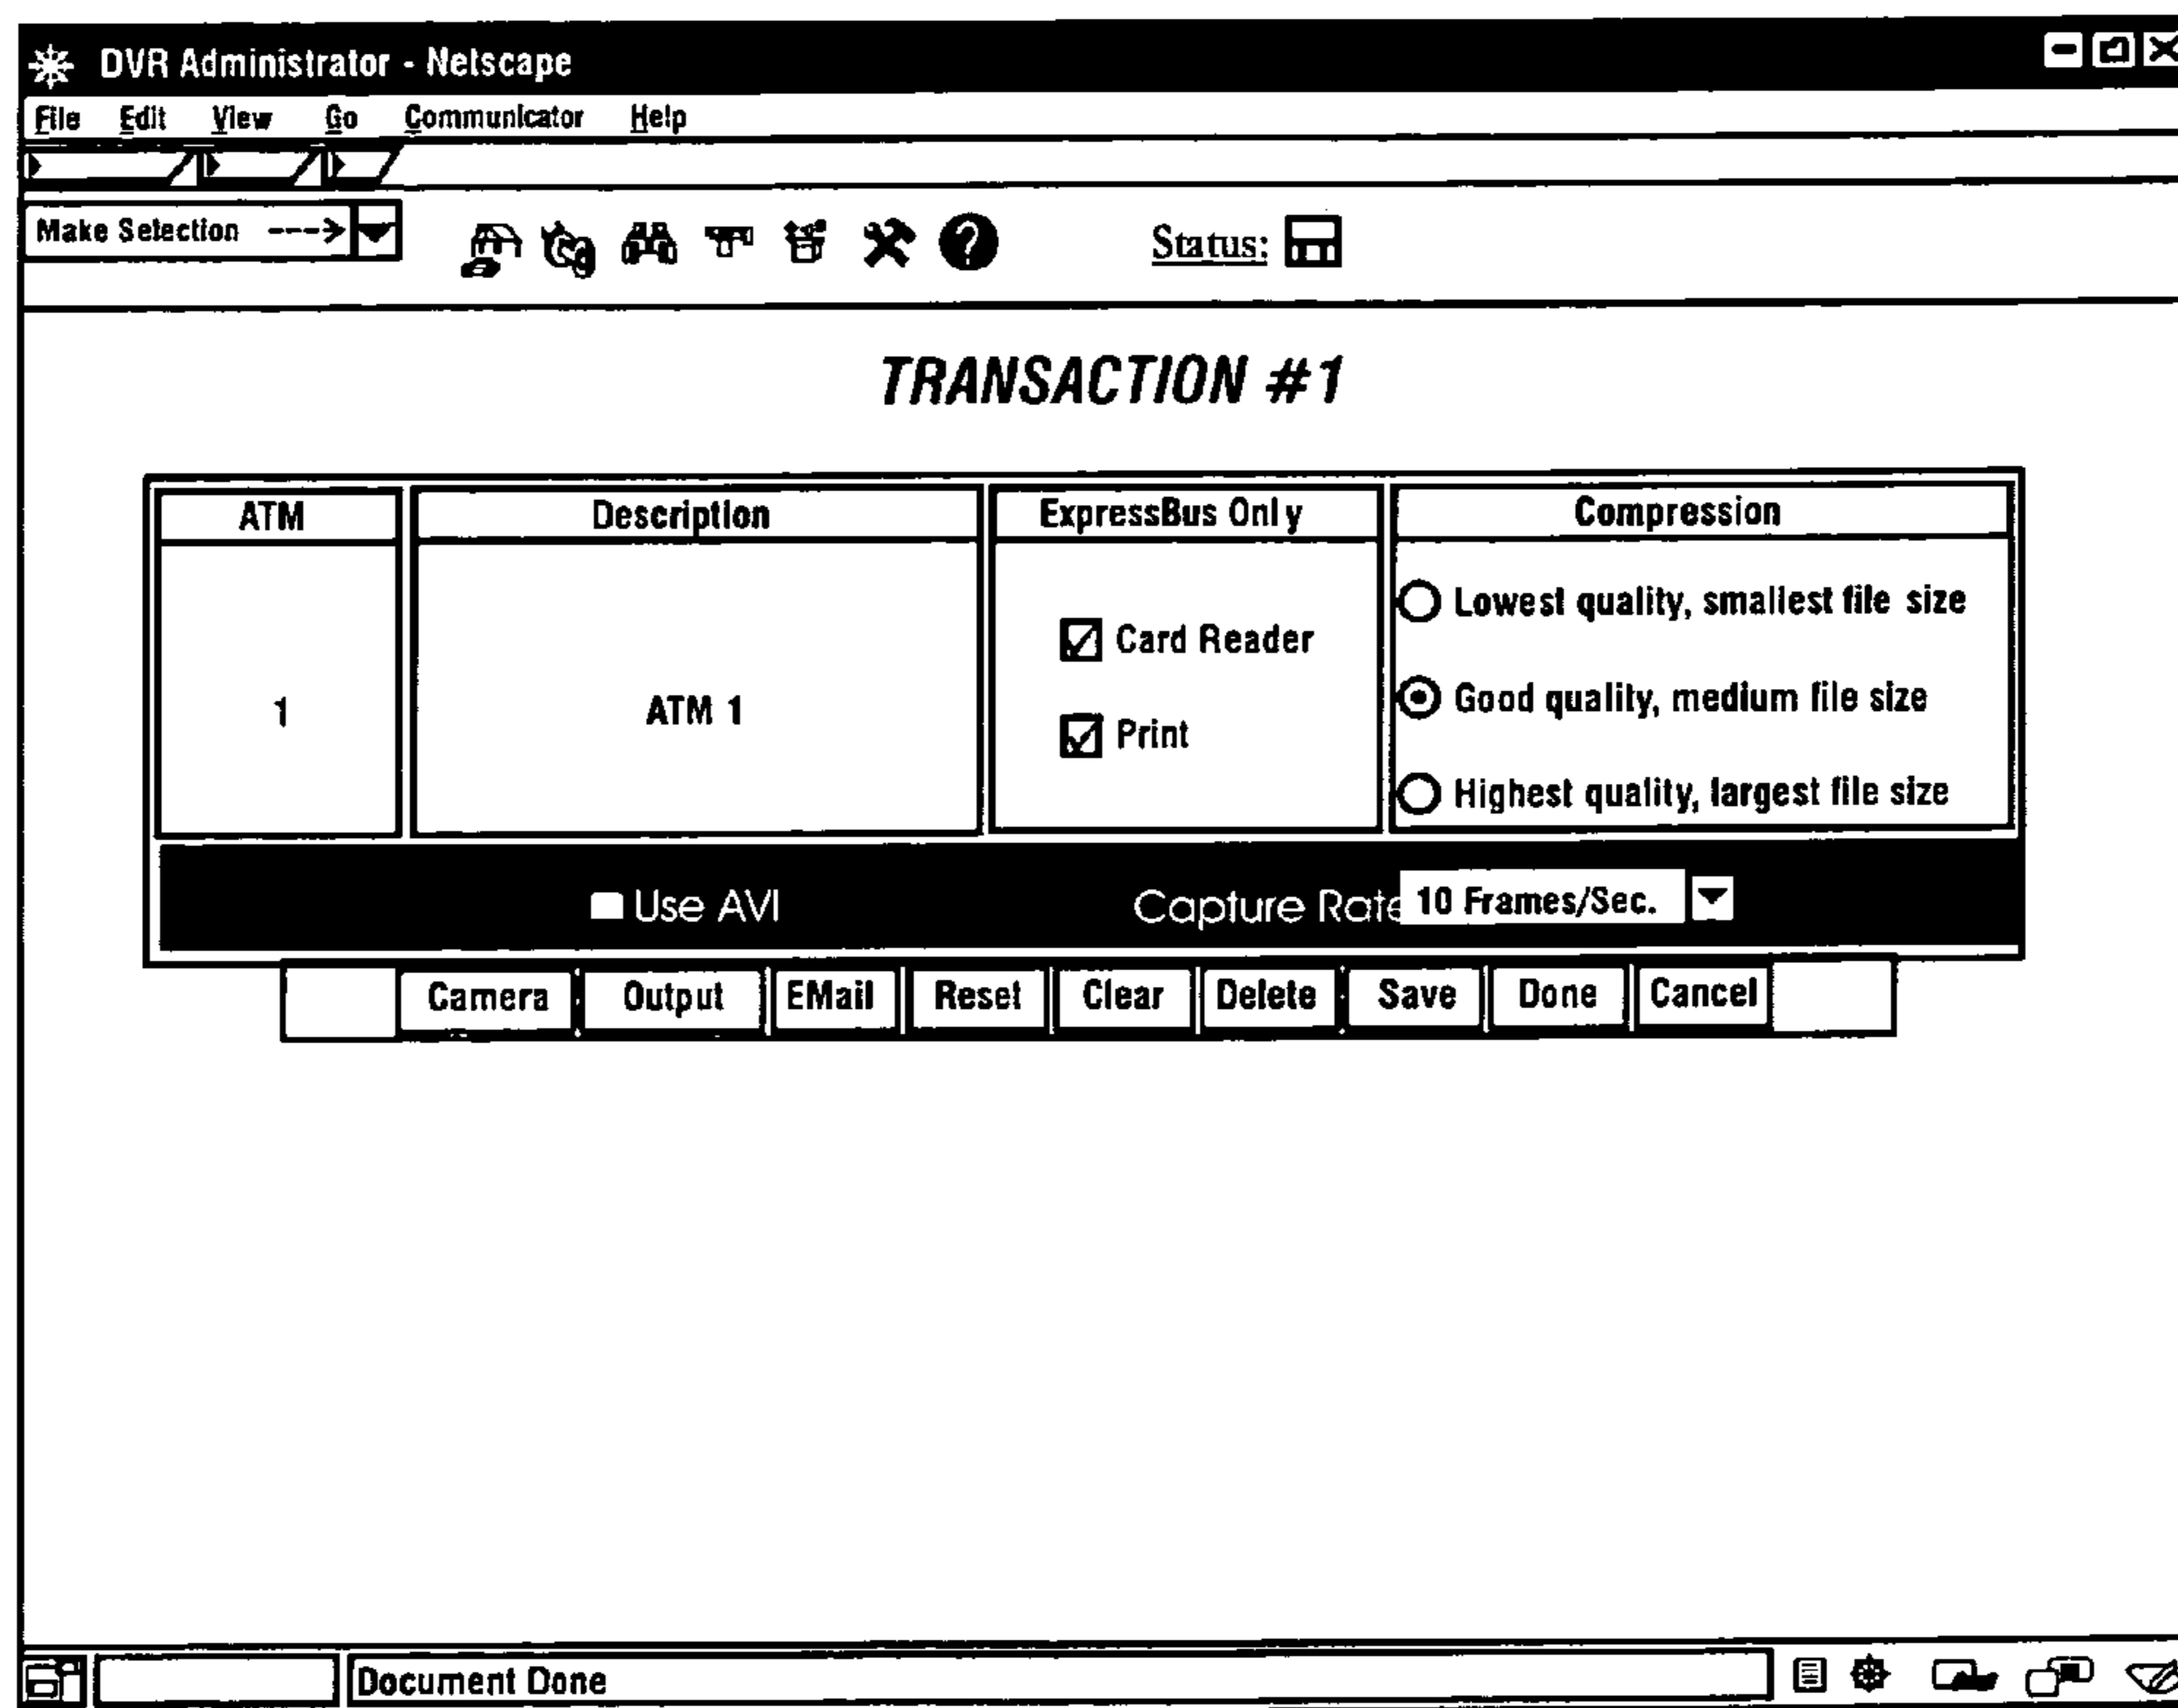 DVR Administrator - Netscape
File Edit View Go Communicator Help
Make Selection ---->
Status:
TRANSACTION #1
ATM Description ExpressBus Only Compression
Lowest quality, smallest file size
Card Reader
1 ATM 1 Good quality, medium file size
Print
Highest quality, largest file size
Use AVI Capture Rate 10 Frames/Sec.
Camera Output EMail Reset Clear Delete Save Done Cancel
Document Done